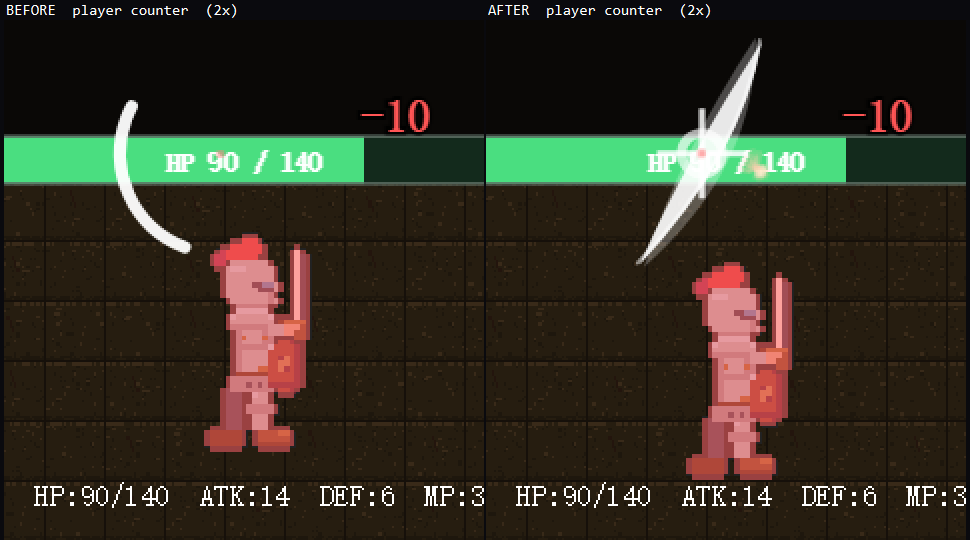 BEFORE player counter (2x)
-10
HP 90 / 140
HP:90/140 ATK:14 DEF:6 MP:3
AFTER player counter (2x)
-10
HP / 140
HP:90/140 ATK:14 DEF:6 MP:3